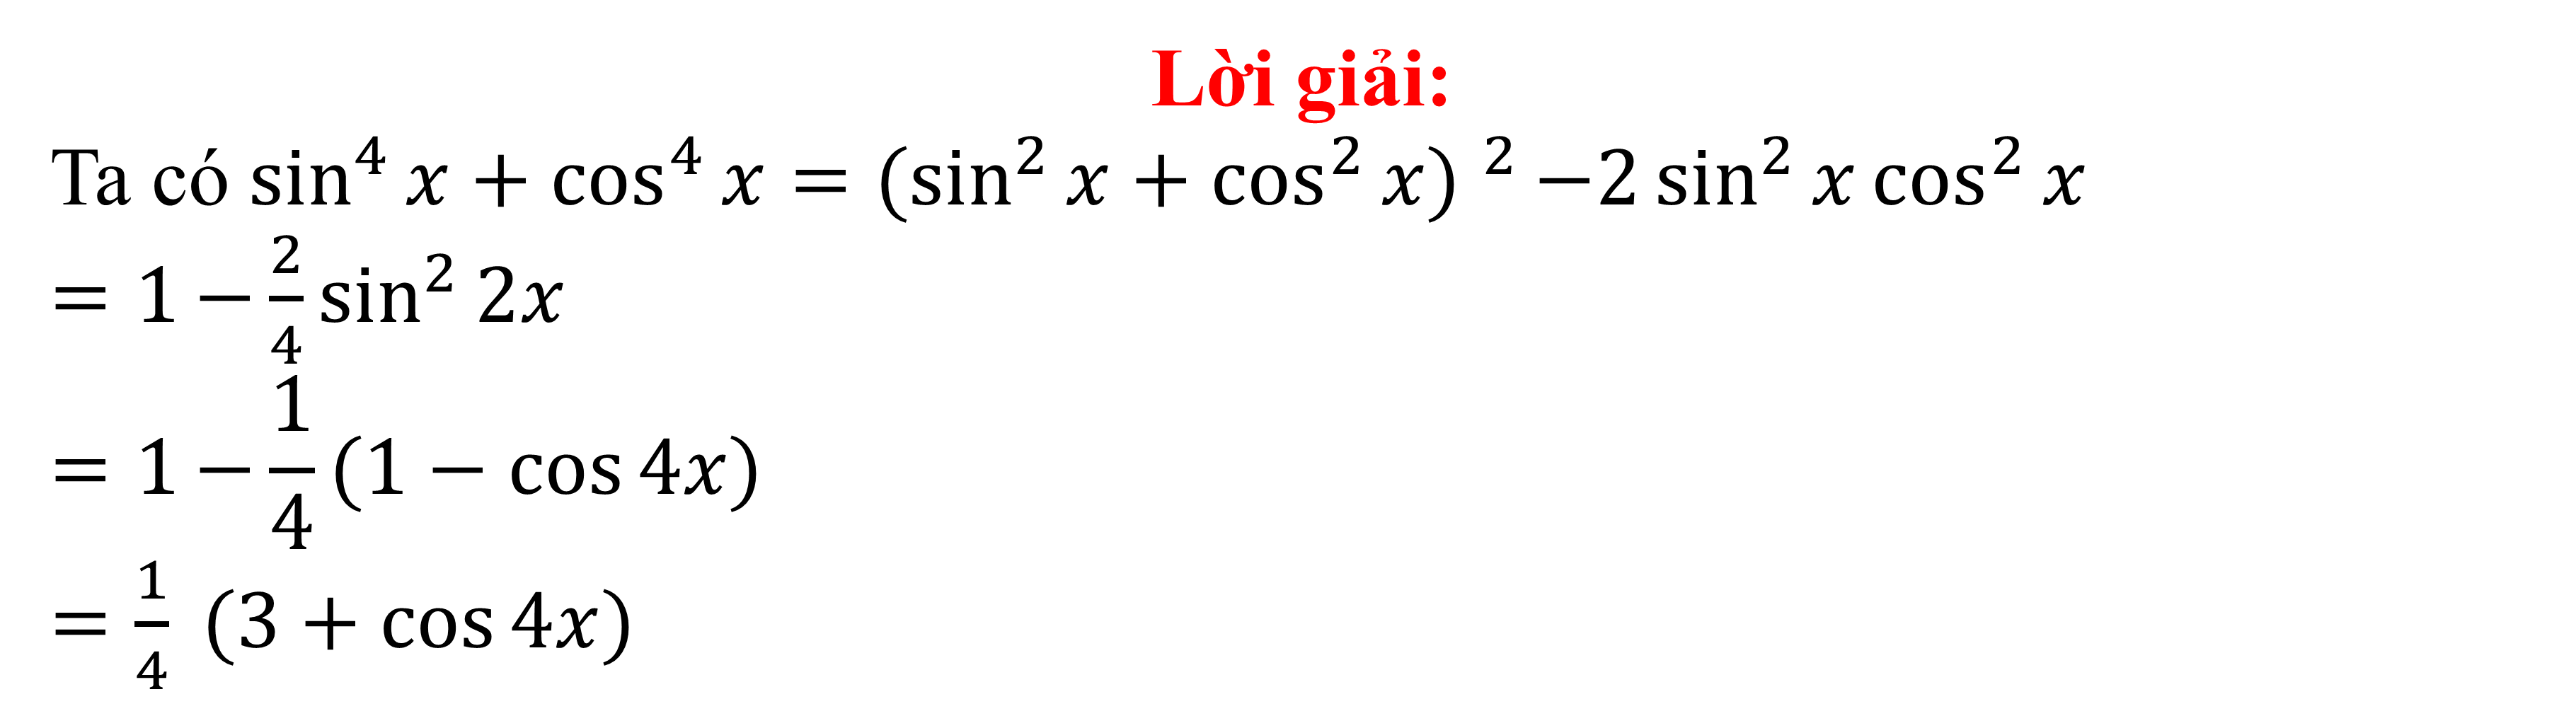 Lời giải:
Ta có sin⁴ x + cos⁴ x = (sin² x + cos² x) ² −2 sin² x cos² x
= 1 − 2/4 sin² 2x
= 1 − 1/4 (1 − cos 4x)
= 1/4 (3 + cos 4x)